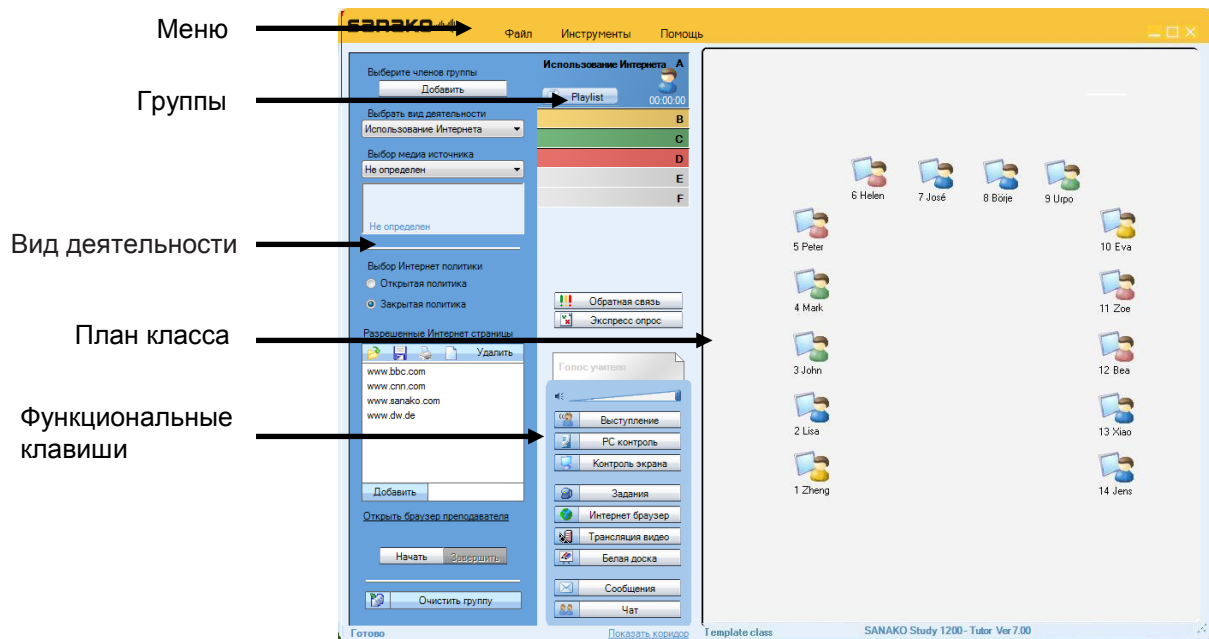 Меню
Группы
Вид деятельности
План класса
Функциональные
клавиши
SANAKO
Файл Инструменты Помощь
Выберите членов группы
Добавить
Выбрать вид деятельности
Использование Интернета
Выбор медиа источника
Не определен
Не определен
Выбор Интернет политики
Открытая политика
Закрытая политика
Разрешенные Интернет страницы
Удалить
www.bbc.com
www.cnn.com
www.sanako.com
www.dw.de
Добавить
Открыть браузер преподавателя
Начать Завершить
Очистить группу
Готово
Использование Интернета A
Playlist
00:00:00
B
C
D
E
F
Обратная связь
Экспресс опрос
Голос учителя
Выступление
PC контроль
Контроль экрана
Задания
Интернет браузер
Трансляция видео
Белая доска
Сообщения
Чат
Показать коридор
6 Helen 7 José 8 Börje 9 Urpo
5 Peter 10 Eva
4 Mark 11 Zoe
3 John 12 Bea
2 Lisa 13 Xiao
1 Zheng 14 Jens
Template class
SANAKO Study 1200- Tutor Ver 7.00